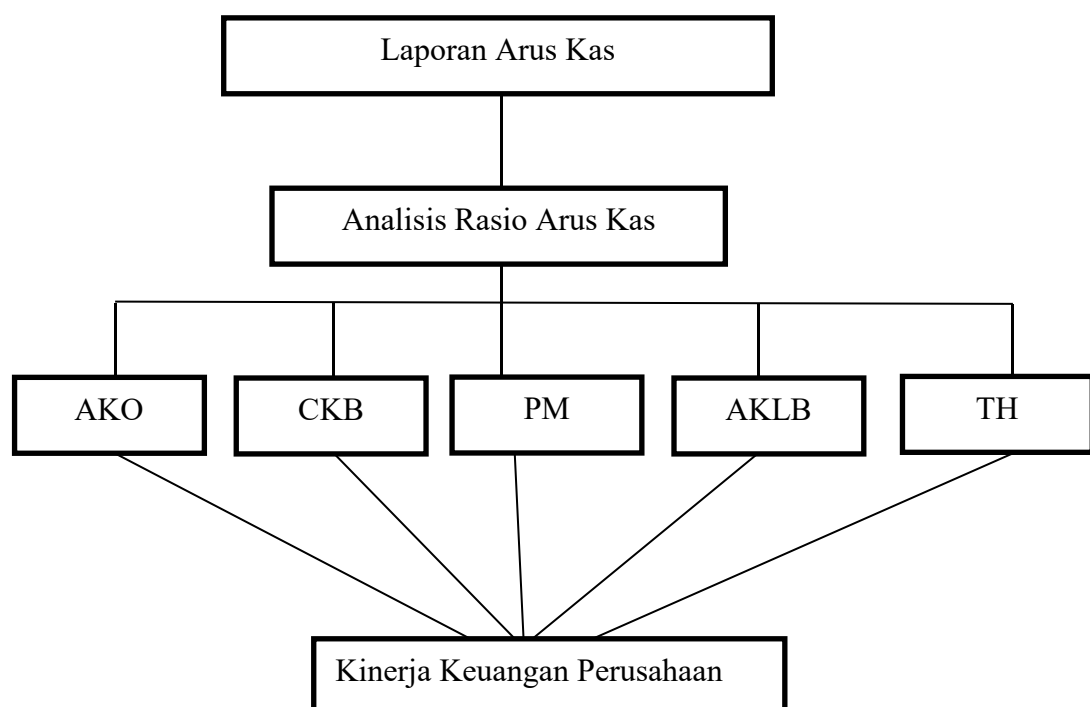 Laporan Arus Kas
Analisis Rasio Arus Kas
AKO
CKB
PM
AKLB
TH
Kinerja Keuangan Perusahaan